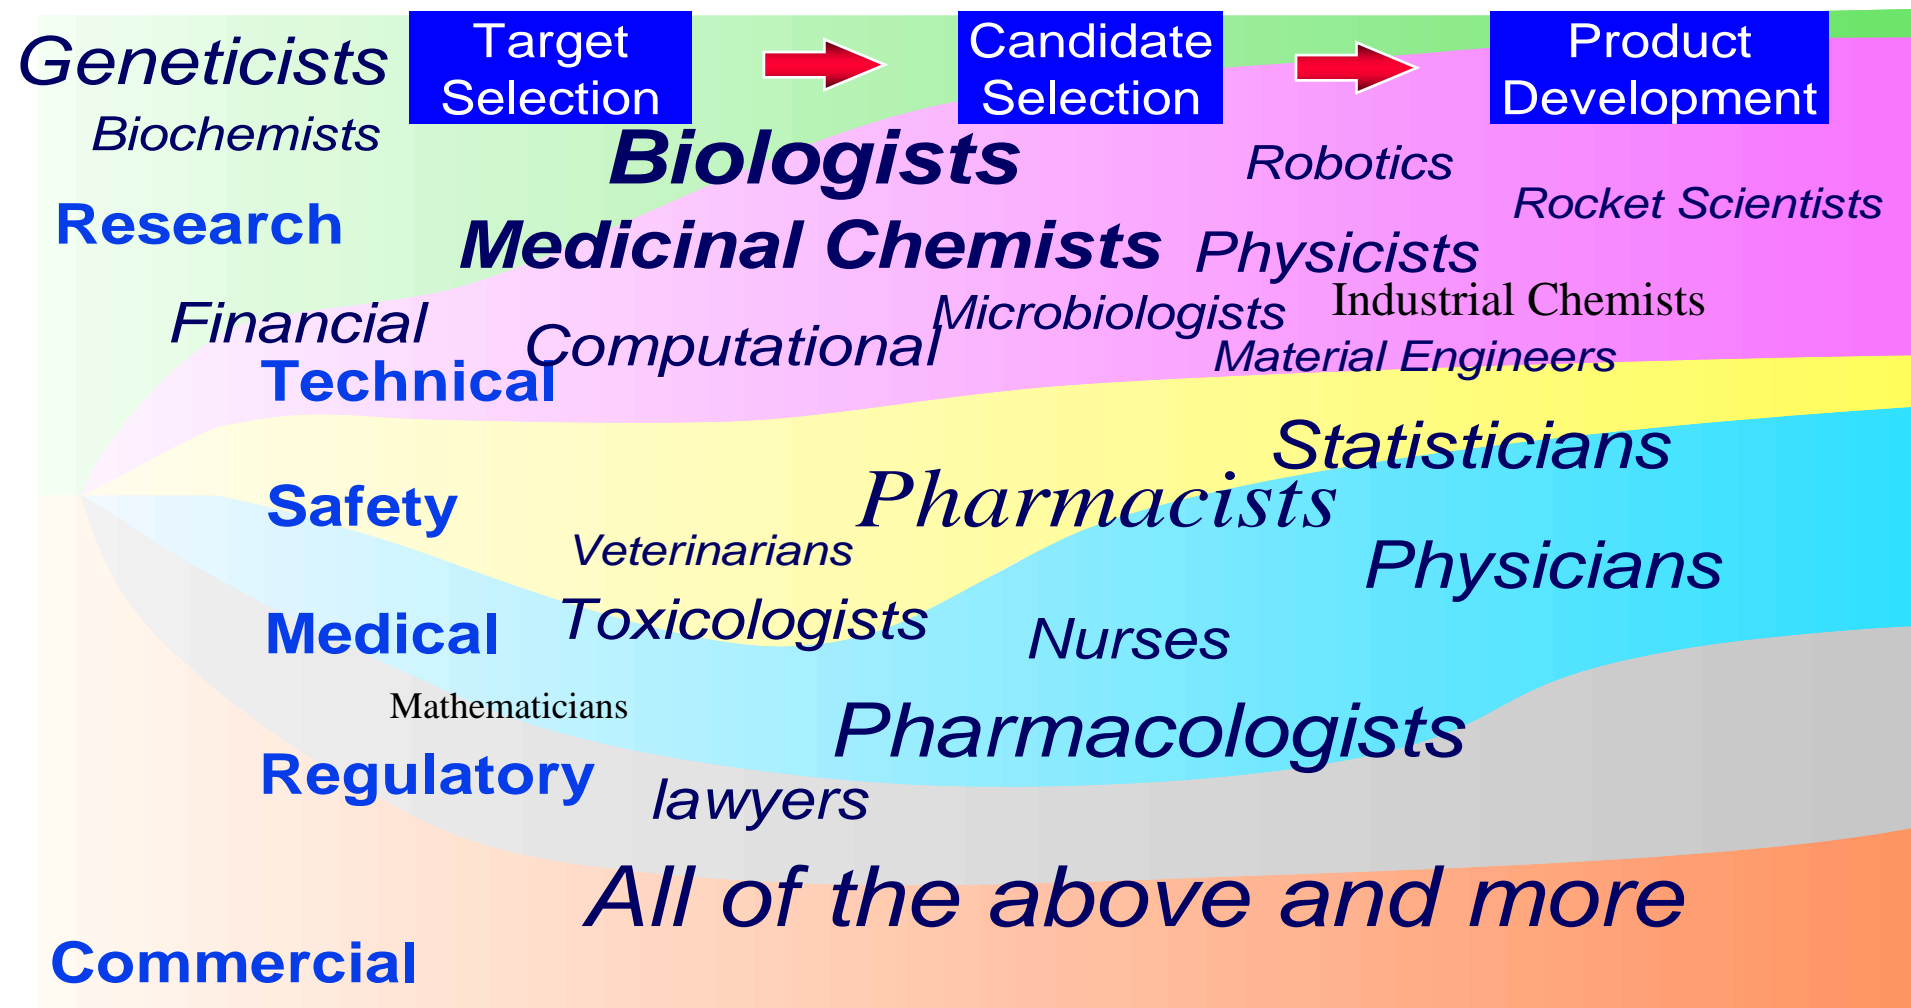 Geneticists
Target
Selection
Candidate
Selection
Product
Development
Biochemists
Biologists
Robotics
Rocket Scientists
Research
Medicinal Chemists
Physicists
Industrial Chemists
Financial
Microbiologists
Computational
Material Engineers
Technical
Statisticians
Pharmacists
Safety
Veterinarians
Physicians
Toxicologists
Medical
Nurses
Mathematicians
Pharmacologists
Regulatory
lawyers
All of the above and more
Commercial